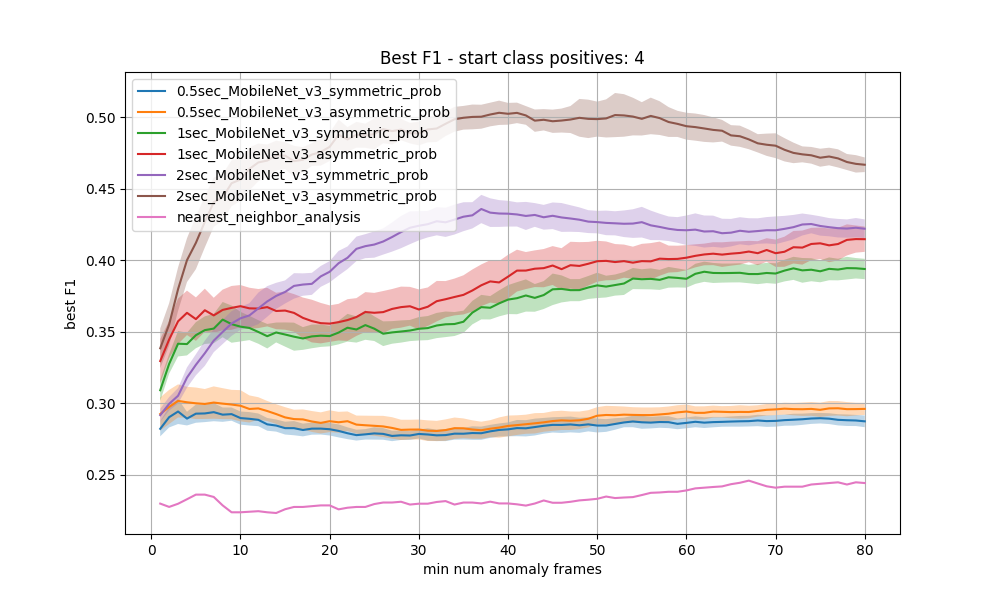 Best F1 - start class positives: 4
0.5sec_MobileNet_v3_symmetric_prob
0.5sec_MobileNet_v3_asymmetric_prob
1sec_MobileNet_v3_symmetric_prob
1sec_MobileNet_v3_asymmetric_prob
2sec_MobileNet_v3_symmetric_prob
2sec_MobileNet_v3_asymmetric_prob
nearest_neighbor_analysis
best F1
0.50
0.45
0.40
0.35
0.30
0.25
0 10 20 30 40 50 60 70 80
min num anomaly frames